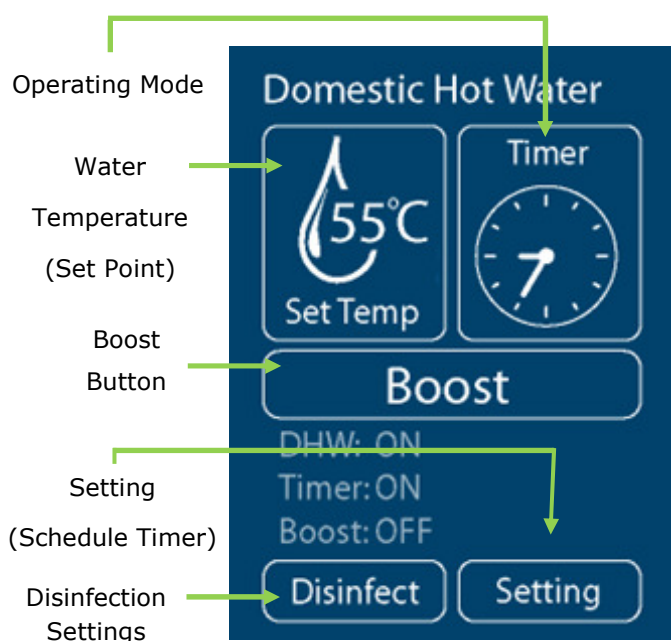 Operating Mode
Water
Temperature
(Set Point)
Boost
Button
Setting
(Schedule Timer)
Disinfection
Settings
Domestic Hot Water
55°C
Set Temp
Timer
Boost
DHW: ON
Timer: ON
Boost: OFF
Disinfect
Setting